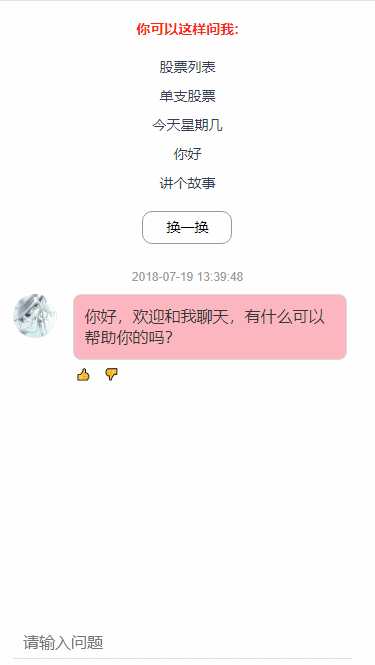 你可以这样问我:
股票列表
单支股票
今天星期几
你好
讲个故事
换一换
2018-07-19 13:39:48
你好，欢迎和我聊天，有什么可以
帮助你的吗？
请输入问题